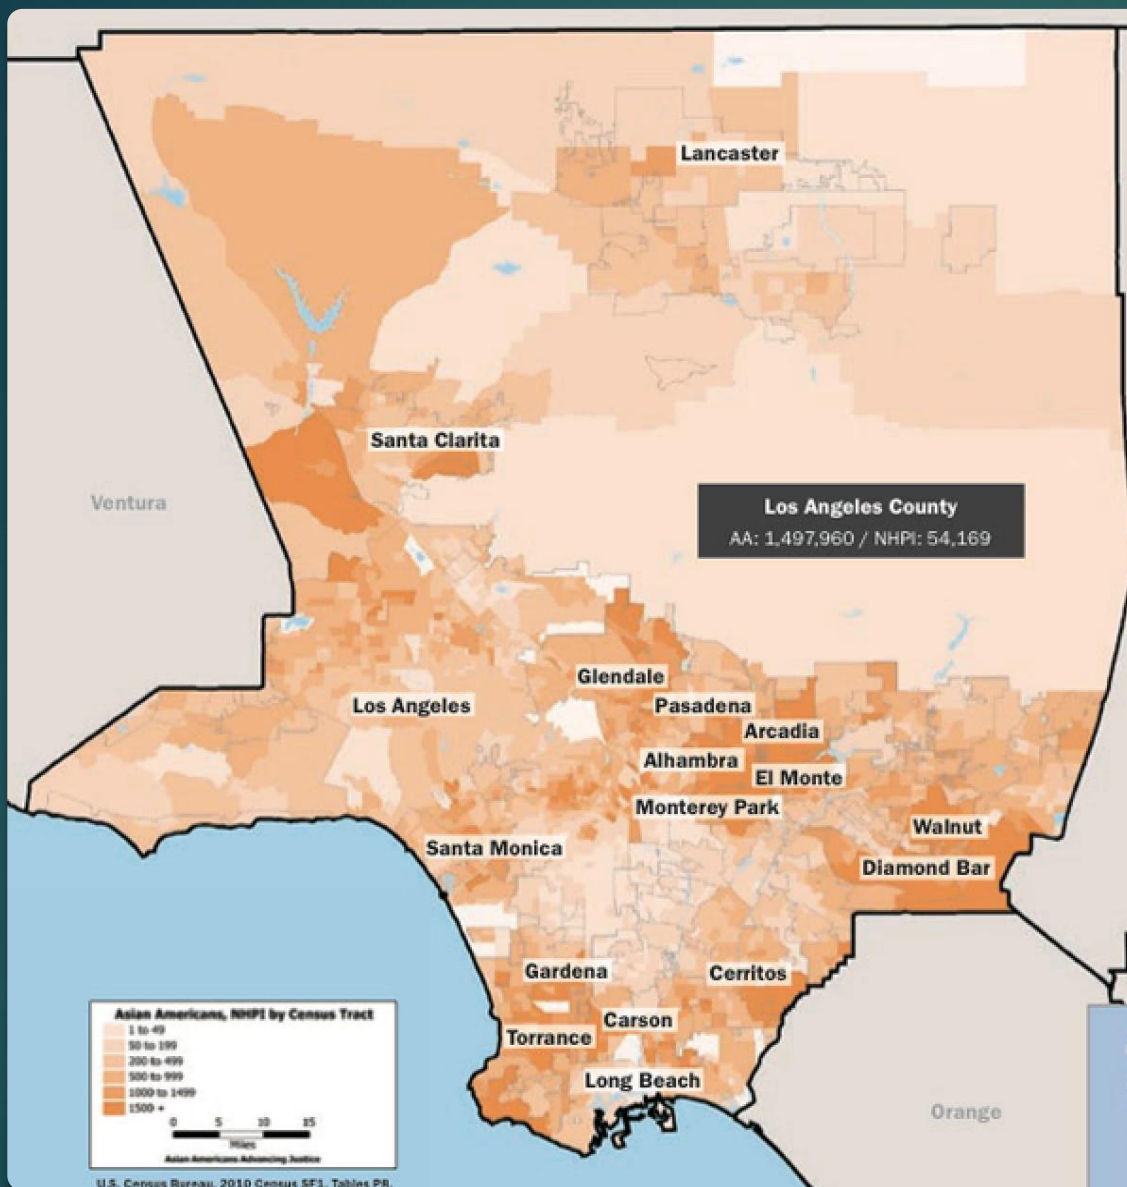 Lancaster
Santa Clarita
Ventura
Los Angeles County
AA: 1,497,960 / NHPI: 54,169
Glendale
Los Angeles
Pasadena
Arcadia
Alhambra
El Monte
Monterey Park
Walnut
Santa Monica
Diamond Bar
Gardena
Cerritos
Carson
Torrance
Long Beach
Orange
Asian Americans, NHPI by Census Tract
1 to 49
50 to 199
200 to 499
500 to 999
1000 to 1499
1500 +
0 5 10 15
Miles
Asian Americans Advancing Justice
U.S. Census Bureau, 2010 Census SF1, Tables P8,